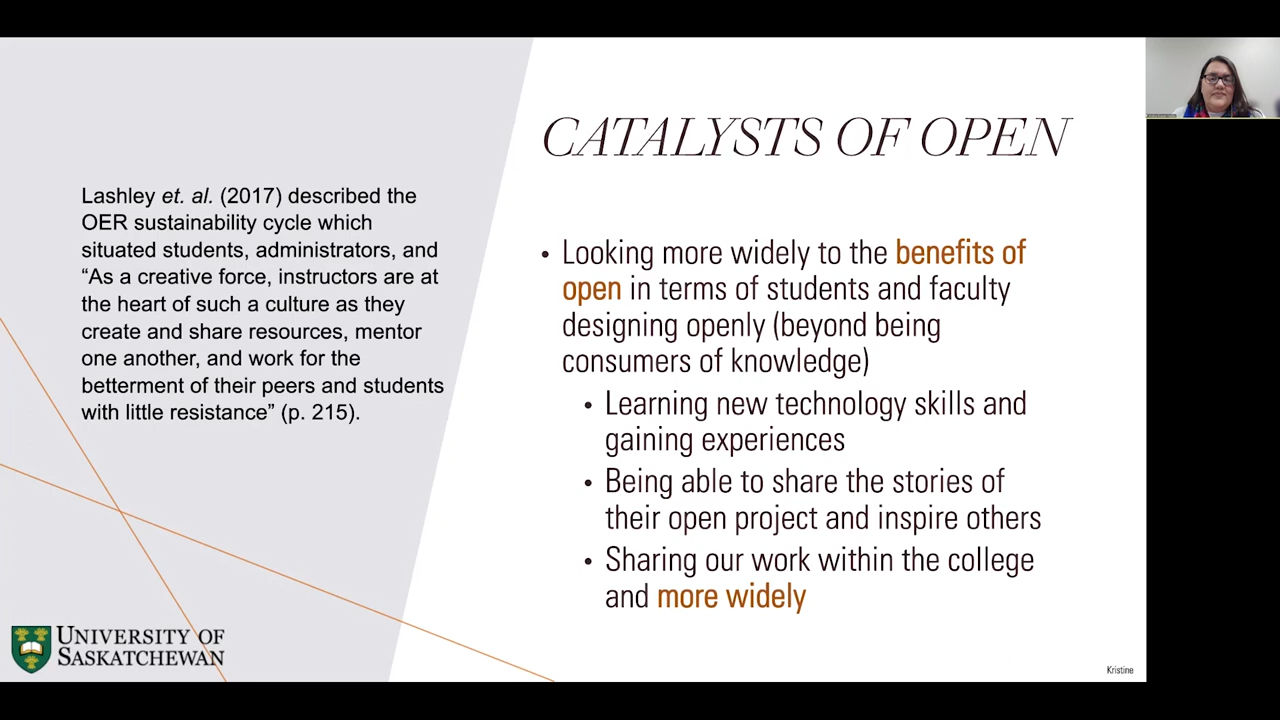 CATALYSTS OF OPEN
Lashley et. al. (2017) described the
OER sustainability cycle which
situated students, administrators, and
“As a creative force, instructors are at
the heart of such a culture as they
create and share resources, mentor
one another, and work for the
betterment of their peers and students
with little resistance” (p. 215).
• Looking more widely to the benefits of
open in terms of students and faculty
designing openly (beyond being
consumers of knowledge)
• Learning new technology skills and
gaining experiences
• Being able to share the stories of
their open project and inspire others
• Sharing our work within the college
and more widely
UNIVERSITY OF
SASKATCHEWAN
Kristine